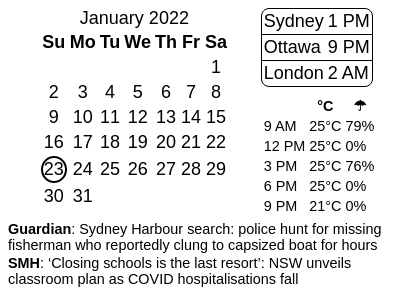 January 2022
Su Mo Tu We Th Fr Sa
1
2 3 4 5 6 7 8
9 10 11 12 13 14 15
16 17 18 19 20 21 22
23 24 25 26 27 28 29
30 31
Sydney 1 PM
Ottawa 9 PM
London 2 AM
°C ☂
9 AM 25°C 79%
12 PM 25°C 0%
3 PM 25°C 76%
6 PM 25°C 0%
9 PM 21°C 0%
Guardian: Sydney Harbour search: police hunt for missing
fisherman who reportedly clung to capsized boat for hours
SMH: ‘Closing schools is the last resort’: NSW unveils
classroom plan as COVID hospitalisations fall